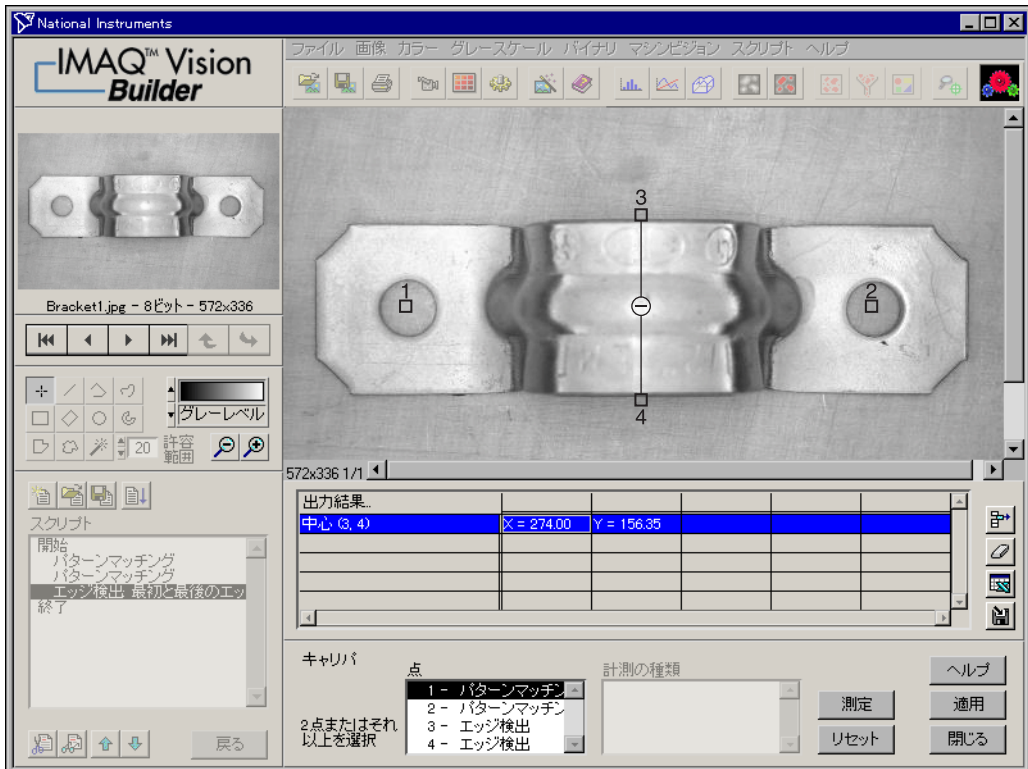 National Instruments
IMAQ™ Vision
Builder
ファイル 画像 カラー グレースケール バイナリ マシンビジョン スクリプト ヘルプ
Bracket1.jpg - 8ビット - 572x336
グレーレベル
20
許容
範囲
スクリプト
開始
パターンマッチング
パターンマッチング
エッジ検出 最初と最後のエッ
終了
戻る
3
1
2
4
572x336 1/1
出力結果..
中心 (3, 4) X = 274.00 Y = 156.35
キャリパ
点
計測の種類
2点またはそれ
以上を選択
1 - パターンマッチン
2 - パターンマッチン
3 - エッジ検出
4 - エッジ検出
測定
リセット
ヘルプ
適用
閉じる